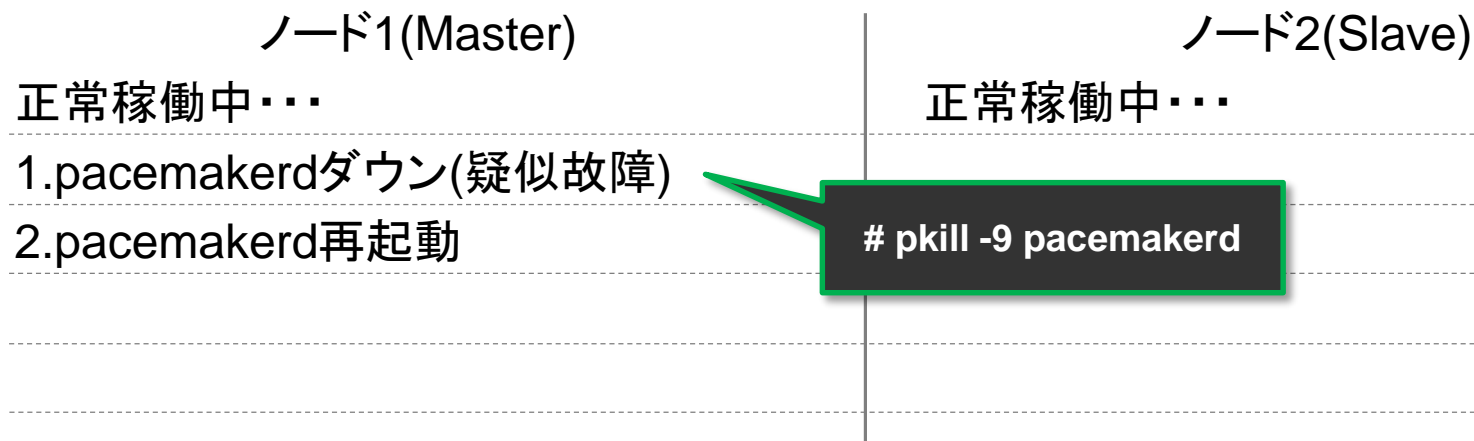 ノード1(Master)
ノード2(Slave)
正常稼働中・・・
正常稼働中・・・
1.pacemakerdダウン(疑似故障)
# pkill -9 pacemakerd
2.pacemakerd再起動